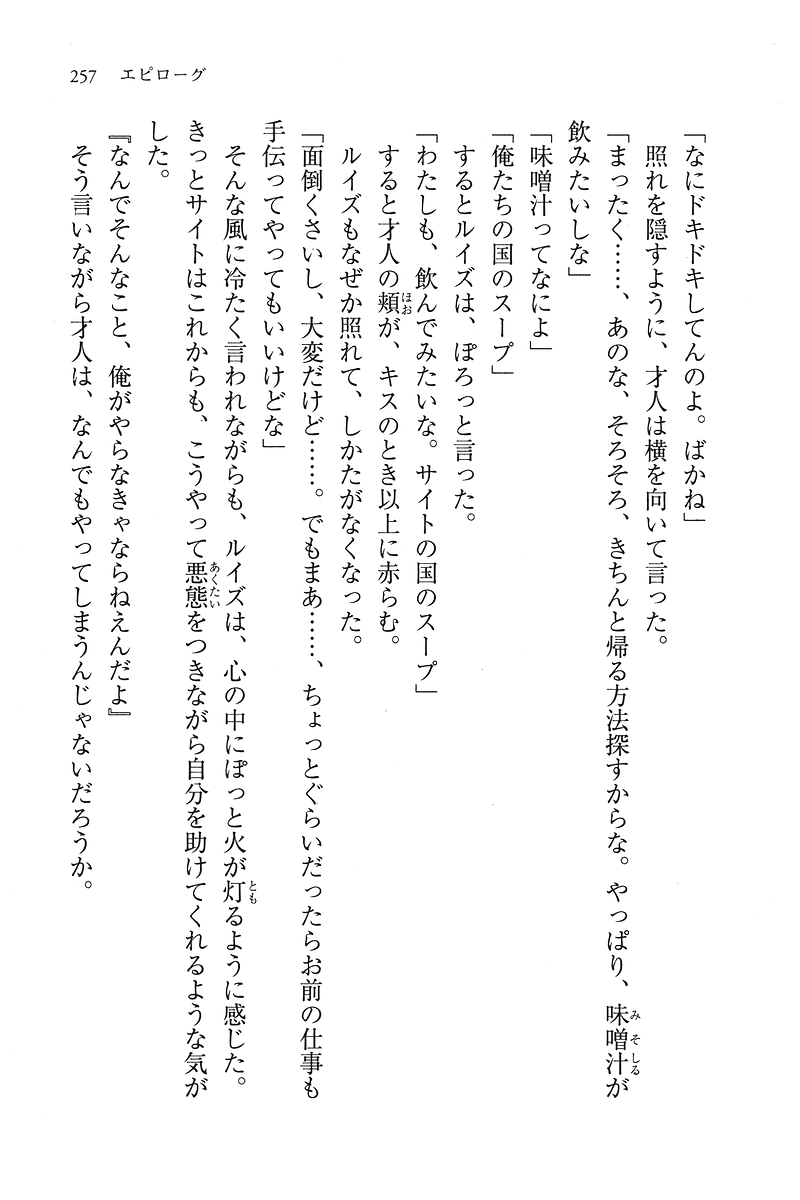 257 エピローグ
「なにドキドキしてんのよ。ばかね」
照れを隠すように、才人は横を向いて言った。
「まったく……、あのな、そろそろ、きちんと帰る方法探すからな。やっぱり、味噌汁が
飲みたいしな」
「味噌汁ってなによ」
「俺たちの国のスープ」
するとルイズは、ぽろっと言った。
「わたしも、飲んでみたいな。サイトの国のスープ」
すると才人の頬が、キスのとき以上に赤らむ。
ルイズもなぜか照れて、しかたがなくなった。
「面倒くさいし、大変だけど……。でもまあ……、ちょっとぐらいだったらお前の仕事も
手伝ってやってもいいけどな」
そんな風に冷たく言われながらも、ルイズは、心の中にぽっと火が灯るように感じた。
きっとサイトはこれからも、こうやって悪態をつきながら自分を助けてくれるような気が
した。
『なんでそんなこと、俺がやらなきゃならねえんだよ』
そう言いながら才人は、なんでもやってしまうんじゃないだろうか。